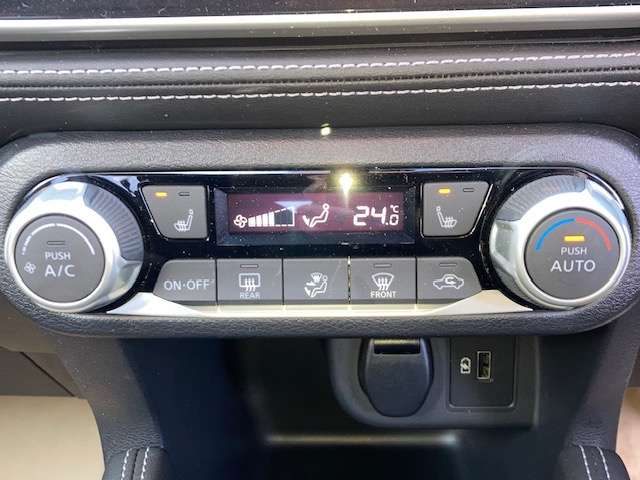 24.0
°C
PUSH
A/C
PUSH
AUTO
ON·OFF
REAR
FRONT